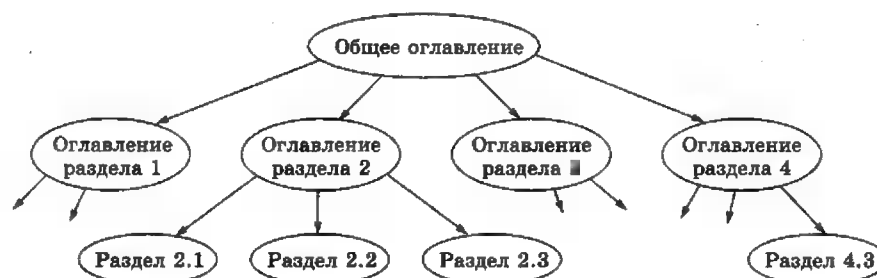 Общее оглавление
Оглавление
раздела 1
Оглавление
раздела 2
Оглавление
раздела
Оглавление
раздела 4
Раздел 2.1
Раздел 2.2
Раздел 2.3
Раздел 4.3